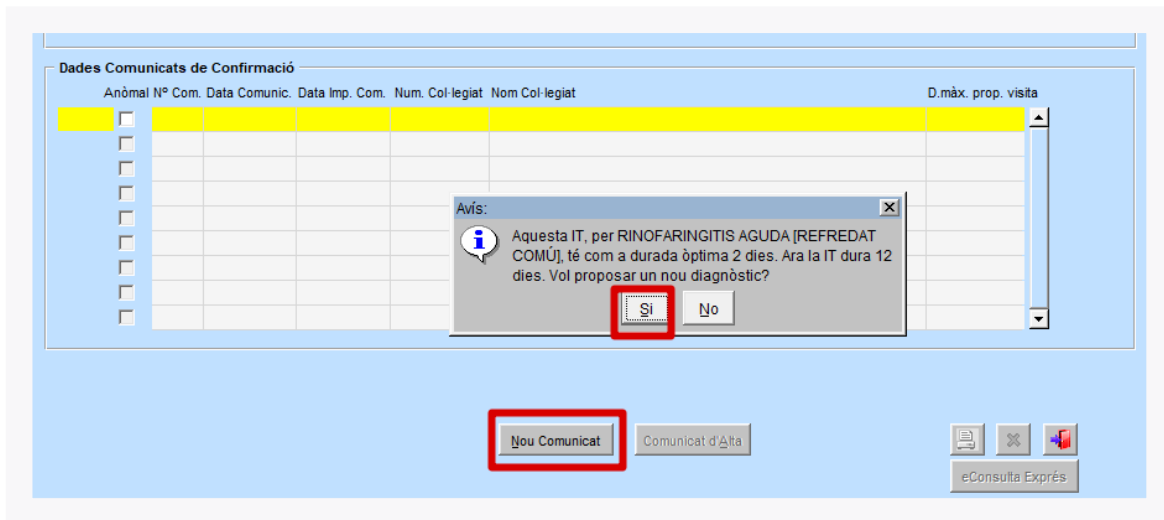 Dades Comunicats de Confirmació
Anòmal Nº Com. Data Comunic. Data Imp. Com. Num. Col·legiat Nom Col·legiat D.màx. prop. visita
Avís:
Aquesta IT, per RINOFARINGITIS AGUDA [REFREDAT
COMÚ], té com a durada òptima 2 dies. Ara la IT dura 12
dies. Vol proposar un nou diagnòstic?
Si No
Nou Comunicat Comunicat d'Alta
eConsulta Exprés